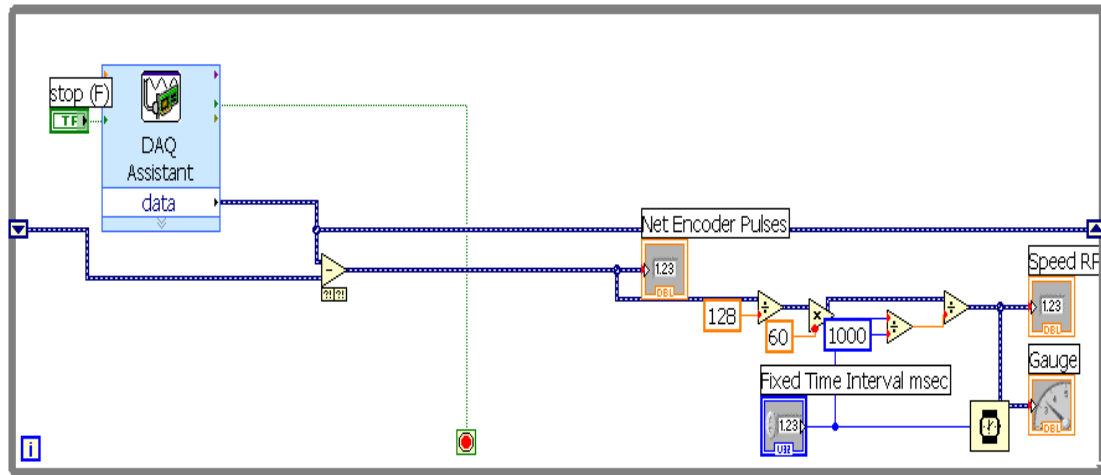 stop (F)
TF
DAQ
Assistant
data
Net Encoder Pulses
1.23
DBL
Speed RP
1.23
DBL
128
60
1000
Fixed Time Interval msec
1.23
U32
Gauge
DBL
i